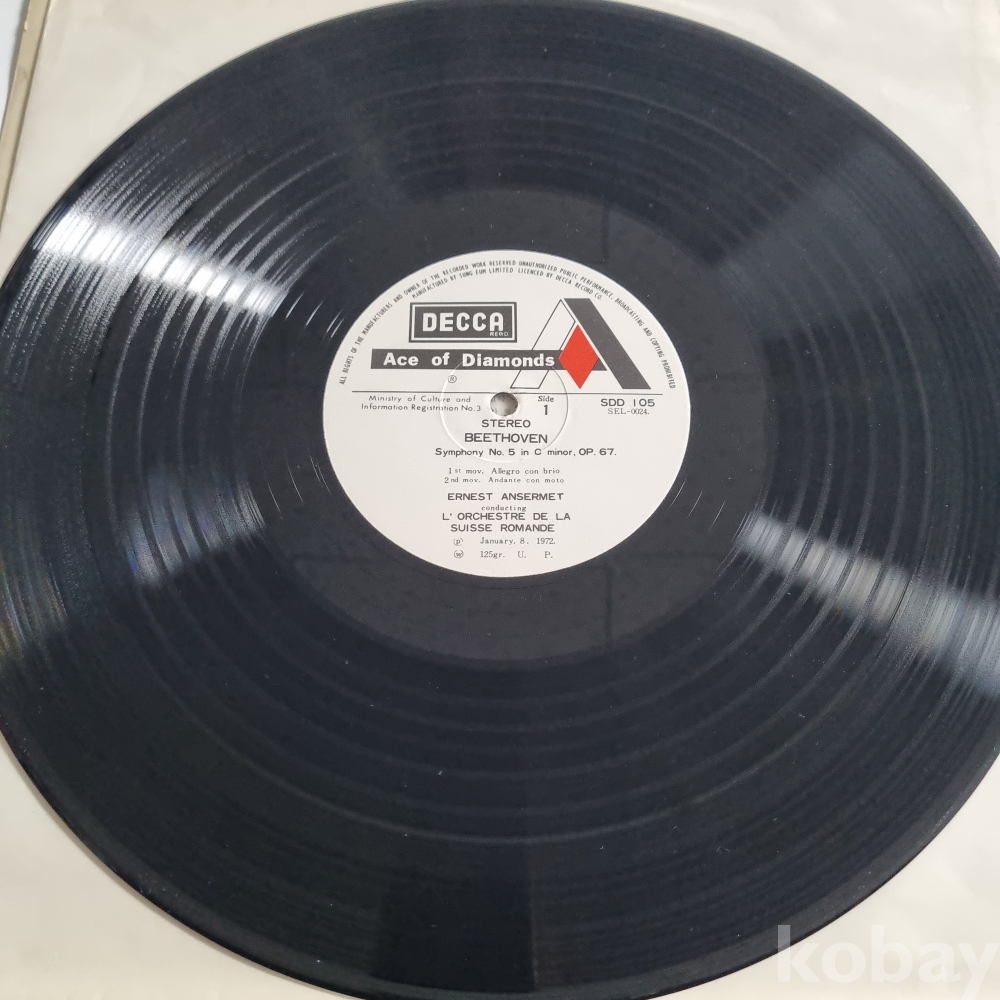 ALL RIGHTS OF THE MANUFACTURERS AND OWNER OF THE RECORDED WORK RESERVED UNAUTHORIZED PUBLIC PERFORMANCE, BROADCASTING AND COPYING PROHIBITED
MANUFACTURED BY SUNG EUM LIMITED LICENCED BY DECCA RECORD CO.
DECCA
REG'D
Ace of Diamonds
®
Ministry of Culture and
Information Registration No.3
Side
1
SDD 105
SEL-0024.
STEREO
BEETHOVEN
Symphony No. 5 in C minor, OP. 67.
1st mov. Allegro con brio
2nd mov. Andante con moto
ERNEST ANSERMET
conducting
L'ORCHESTRE DE LA
SUISSE ROMANDE
ⓟ January. 8. 1972.
ⓦ 125gr. U. P.
kobay